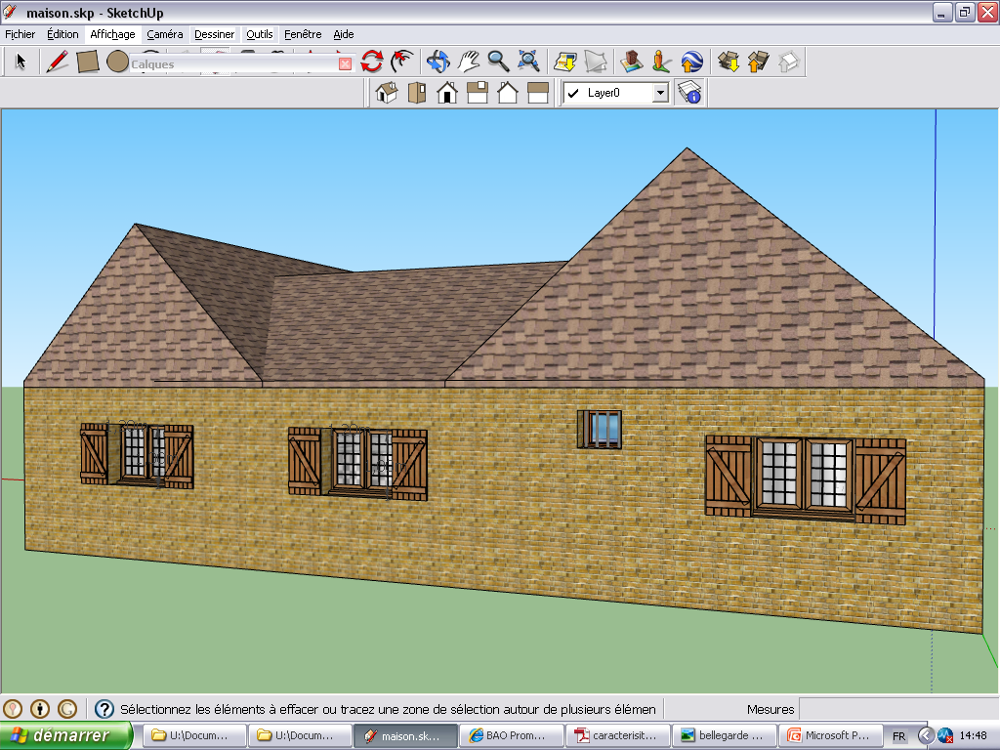 maison.skp - SketchUp
Fichier Édition Affichage Caméra Dessiner Outils Fenêtre Aide
Calques
Layer0
Sélectionnez les éléments à effacer ou tracez une zone de sélection autour de plusieurs élémen
Mesures
démarrer U:\Docum... U:\Docum... maison.sk... BAO Prom... caracterisit... bellegarde ... Microsoft P... FR 14:48